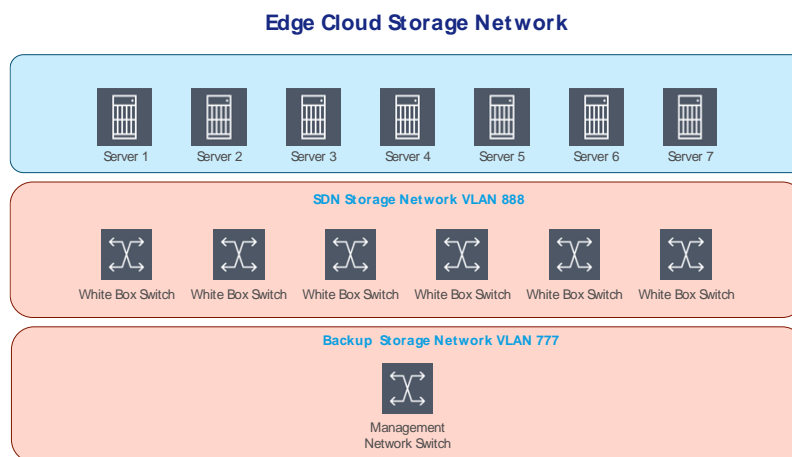 Edge Cloud Storage Network
Server 1 Server 2 Server 3 Server 4 Server 5 Server 6 Server 7
SDN Storage Network VLAN 888
White Box Switch White Box Switch White Box Switch White Box Switch White Box Switch White Box Switch
Backup Storage Network VLAN 777
Management
Network Switch